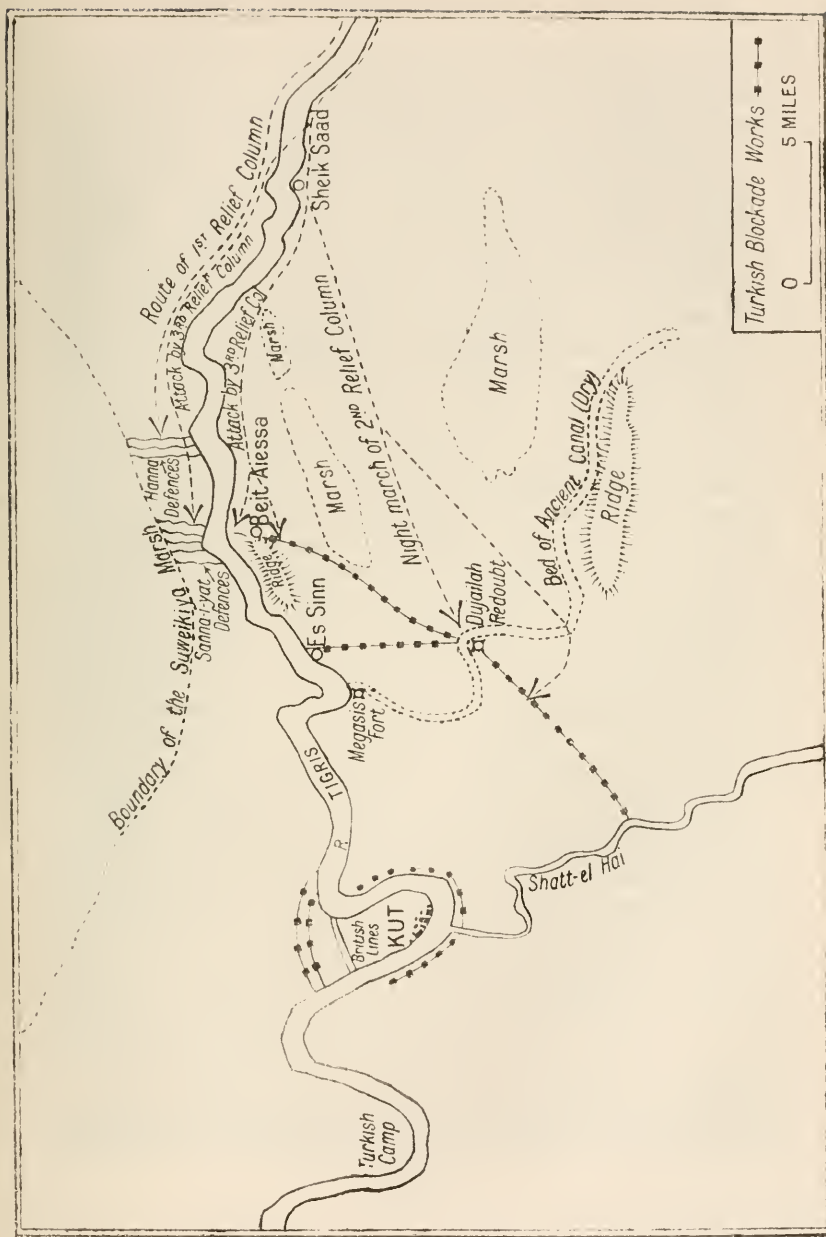 Boundary of the Suweikiya Marsh
Route of 1ST Relief Column
Attack by 3RD Relief Column
Hanna
Defences
Sanna-i-yat
Defences
Attack by 3RD Relief Col
Sheik Saad
Beit-Aiessa
Ridge
Marsh
Marsh
Marsh
Night march of 2ND Relief Column
Es Sinn
Dujailah
Redoubt
Bed of Ancient Canal (Dry)
Ridge
Megasis
Fort
R. TIGRIS
British
Lines
KUT
Shatt-el Hai
Turkish
Camp
Turkish Blockade Works
0 5 MILES